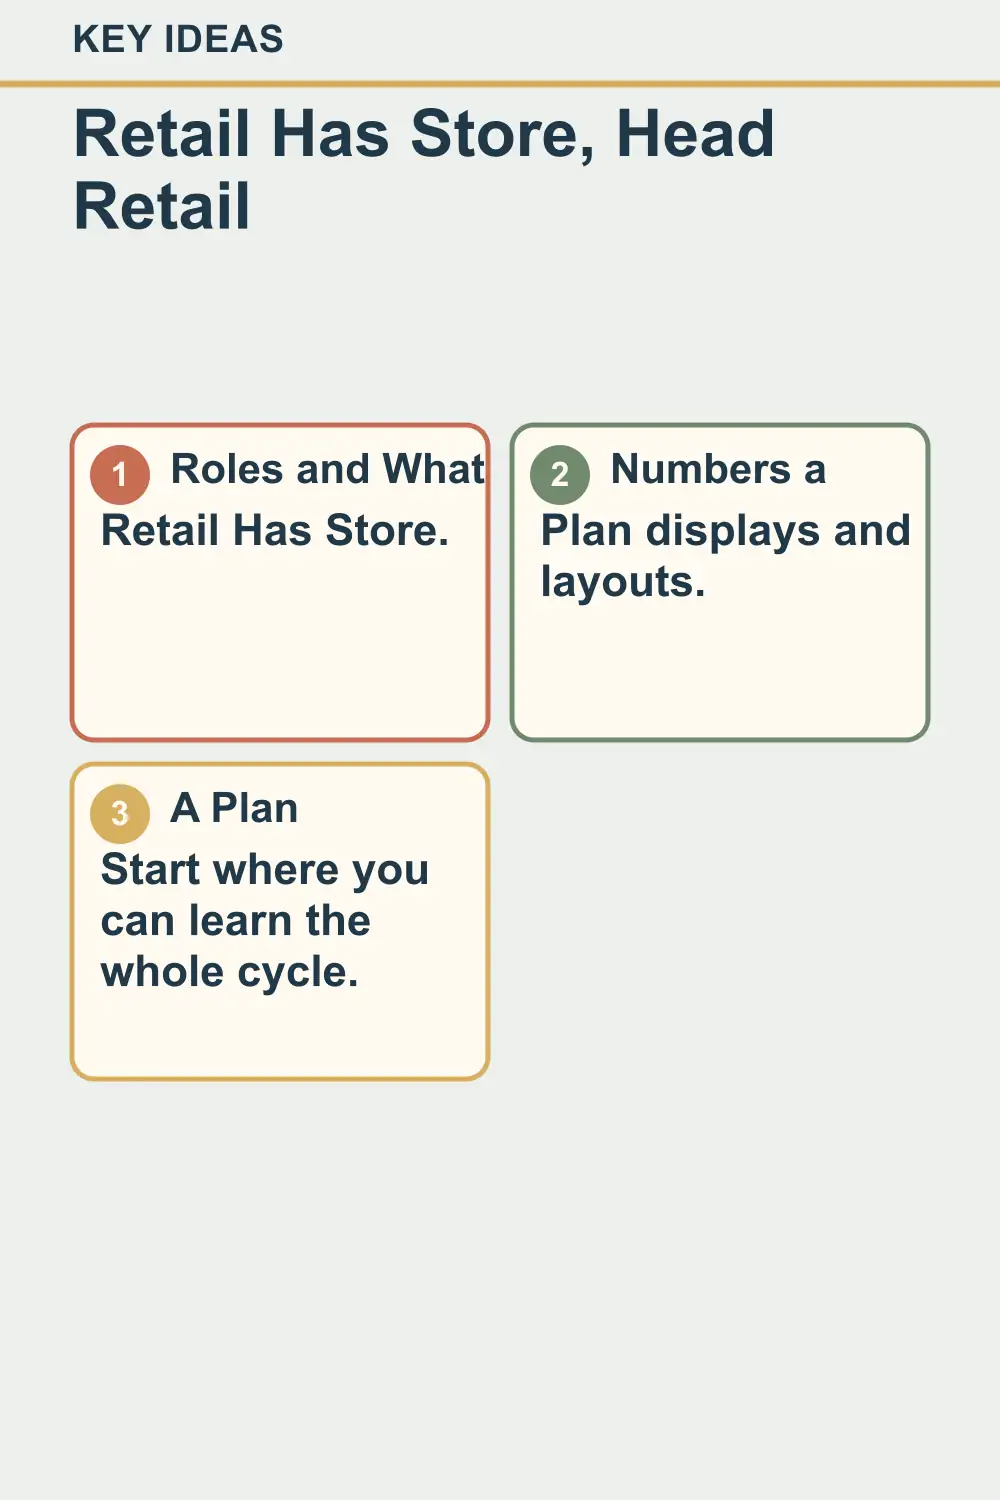 KEY IDEAS
Retail Has Store, Head
Retail
1 Roles and What
Retail Has Store.
2 Numbers a
Plan displays and
layouts.
3 A Plan
Start where you
can learn the
whole cycle.